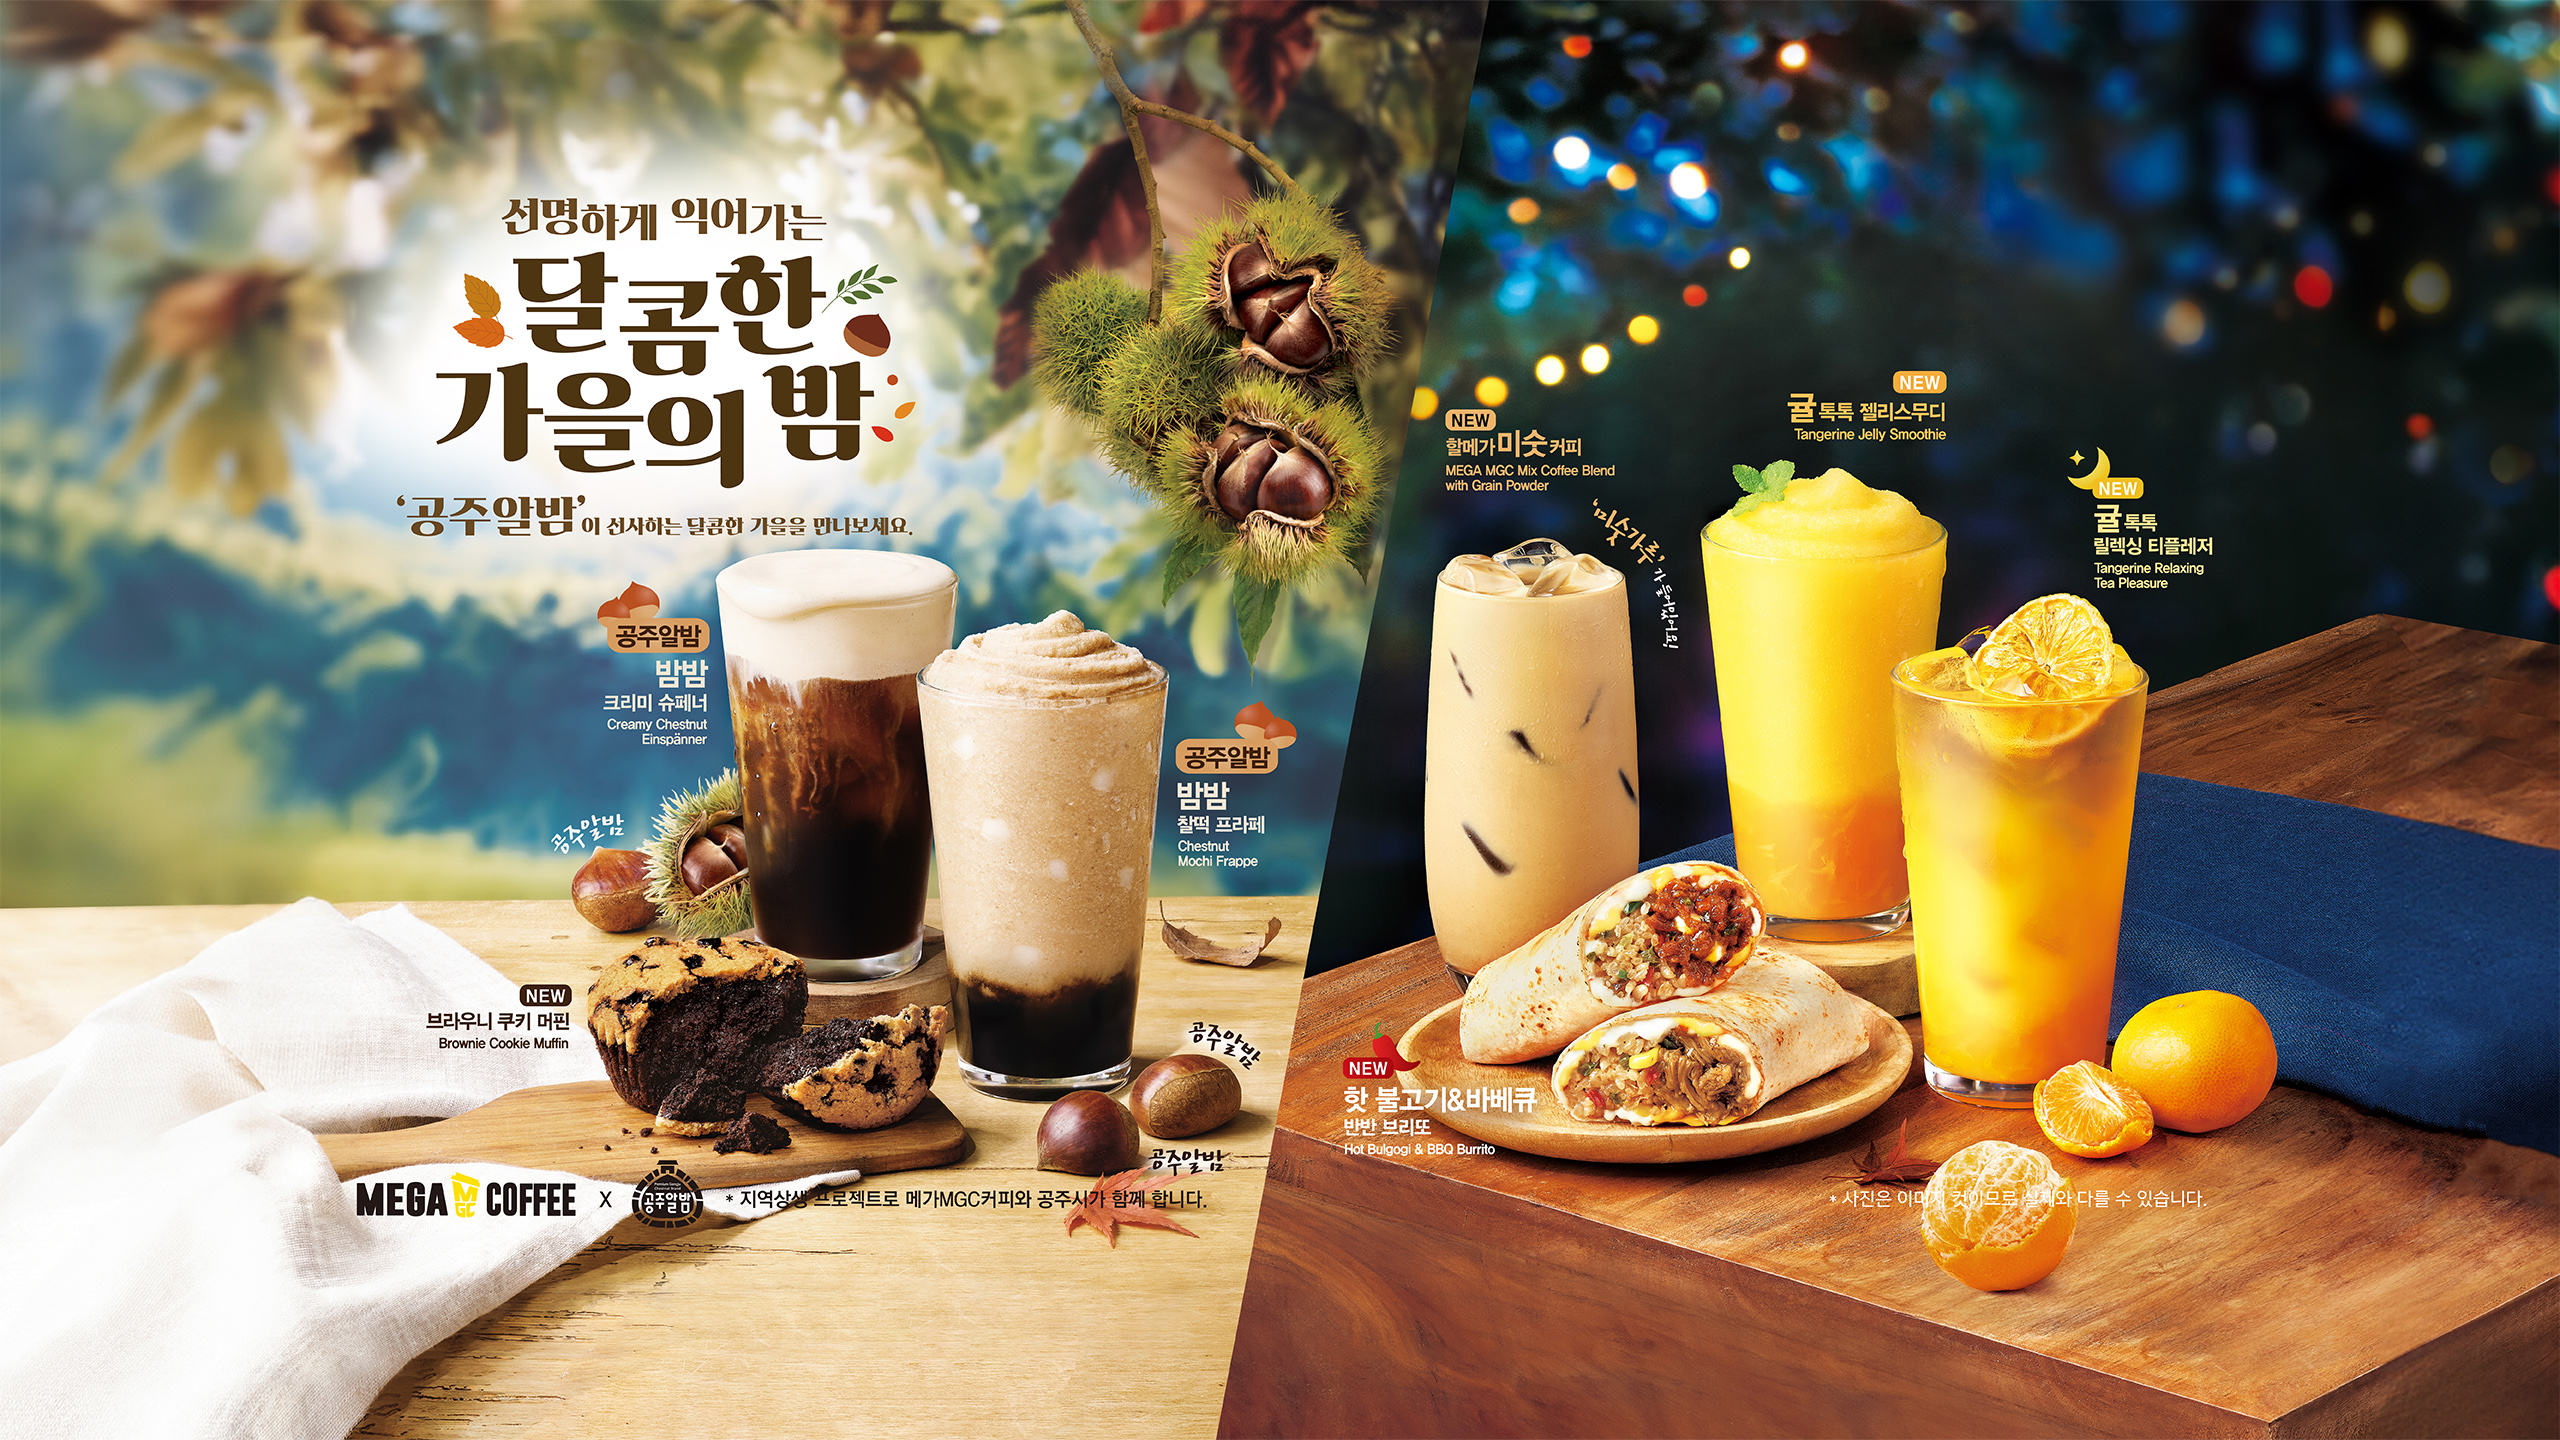 선명하게 익어가는
달콤한
가을의 밤
'공주알밤'이 선사하는 달콤한 가을을 만나보세요.
공주알밤
밤밤
크리미 슈페너
Creamy Chestnut
Einspänner
공주알밤
밤밤
찰떡 프라페
Chestnut
Mochi Frappe
공주알밤
NEW
브라우니 쿠키 머핀
Brownie Cookie Muffin
공주알밤
공주알밤
MEGA MGC COFFEE X 공주알밤 * 지역상생 프로젝트로 메가MGC커피와 공주시가 함께 합니다.
NEW
할메가미숫커피
MEGA MGC Mix Coffee Blend
with Grain Powder
'미숫가루'가 들어있어요!
NEW
귤톡톡 젤리스무디
Tangerine Jelly Smoothie
NEW
귤톡톡
릴렉싱 티플레저
Tangerine Relaxing
Tea Pleasure
NEW
핫 불고기&바베큐
반반 브리또
Hot Bulgogi & BBQ Burrito
* 사진은 이미지 컷이므로 실제와 다를 수 있습니다.